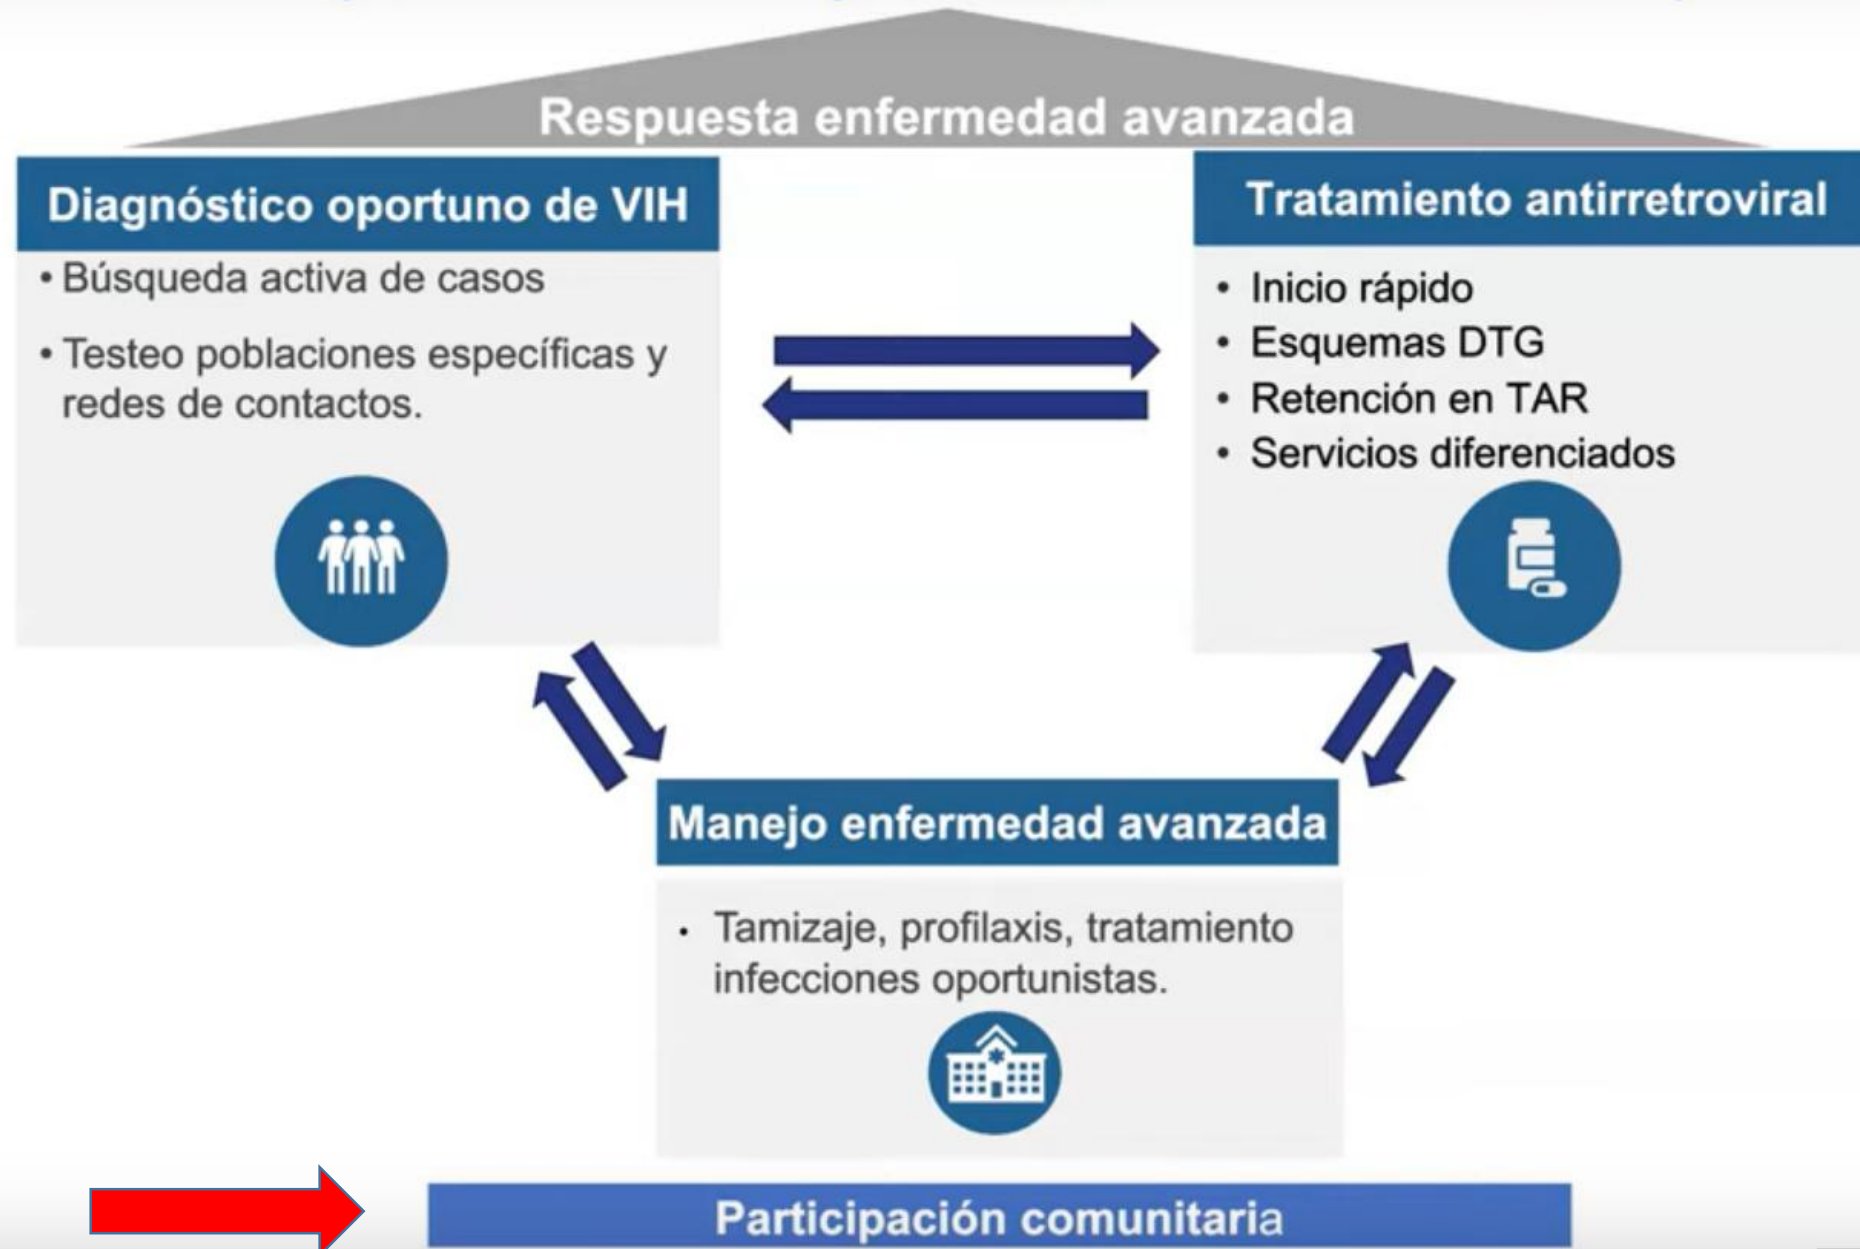 Respuesta enfermedad avanzada
Diagnóstico oportuno de VIH
• Búsqueda activa de casos
• Testeo poblaciones específicas y
redes de contactos.
Tratamiento antirretroviral
• Inicio rápido
• Esquemas DTG
• Retención en TAR
• Servicios diferenciados
Manejo enfermedad avanzada
• Tamizaje, profilaxis, tratamiento
infecciones oportunistas.
Participación comunitaria